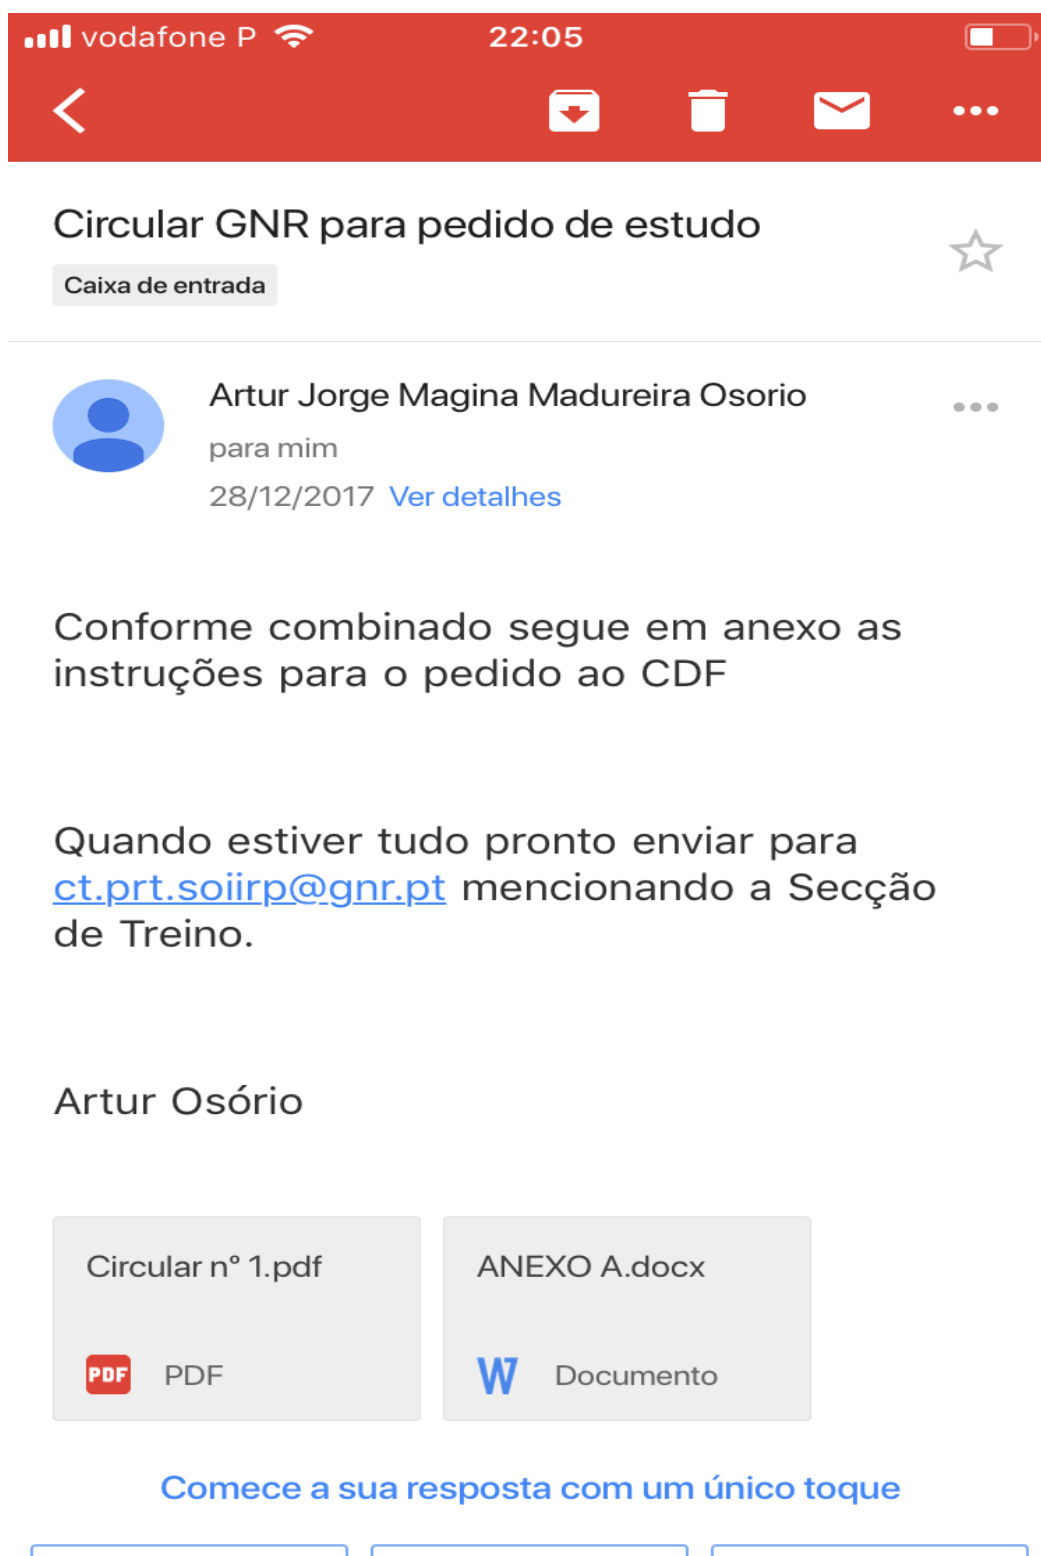 vodafone P 22:05
Circular GNR para pedido de estudo
Caixa de entrada
Artur Jorge Magina Madureira Osorio
para mim
28/12/2017 Ver detalhes
Conforme combinado segue em anexo as
instruções para o pedido ao CDF
Quando estiver tudo pronto enviar para
ct.prt.soiirp@gnr.pt mencionando a Secção
de Treino.
Artur Osório
Circular nº 1.pdf
PDF PDF
ANEXO A.docx
W Documento
Comece a sua resposta com um único toque